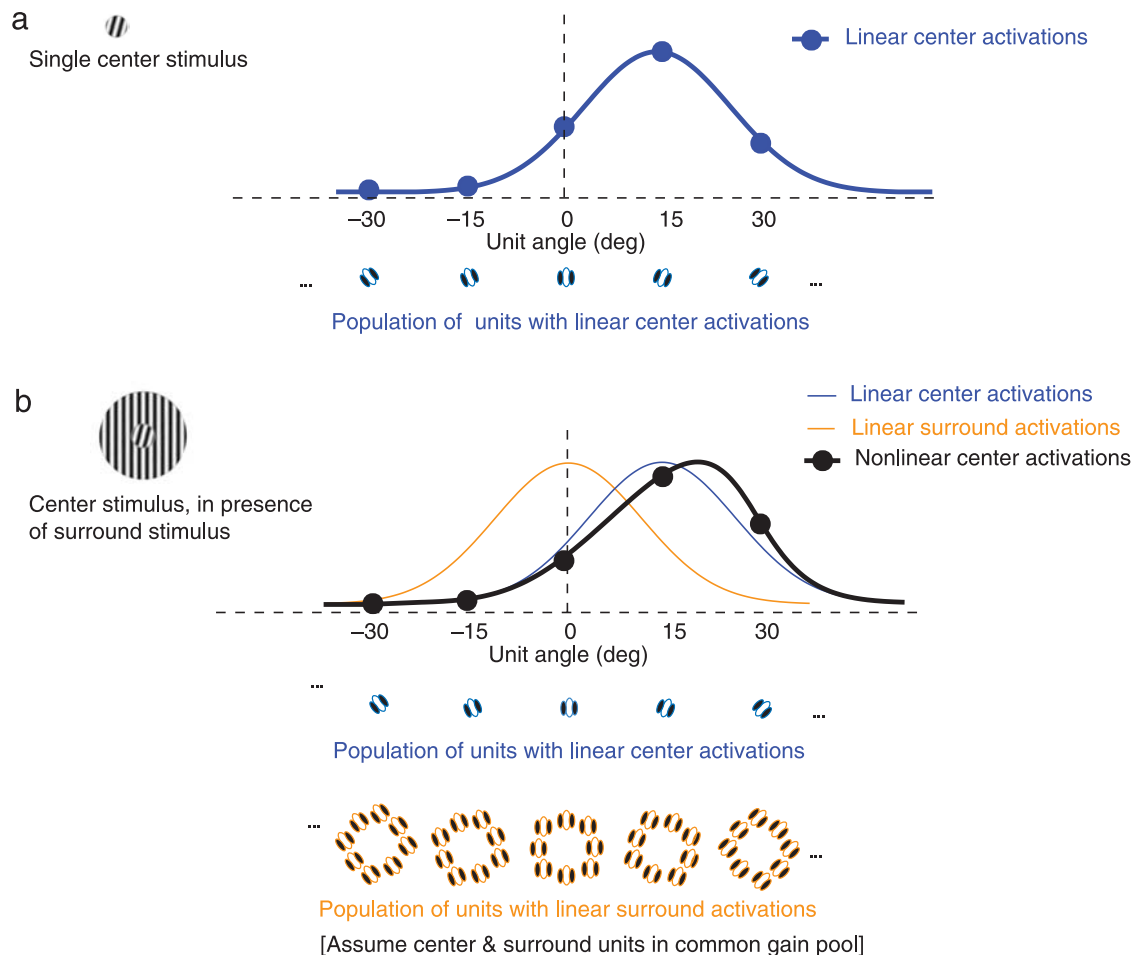 a
Single center stimulus
Linear center activations
–30
–15
0
15
30
Unit angle (deg)
...
...
Population of units with linear center activations
b
Center stimulus, in presence
of surround stimulus
Linear center activations
Linear surround activations
Nonlinear center activations
–30
–15
0
15
30
Unit angle (deg)
...
...
Population of units with linear center activations
...
...
Population of units with linear surround activations
[Assume center & surround units in common gain pool]